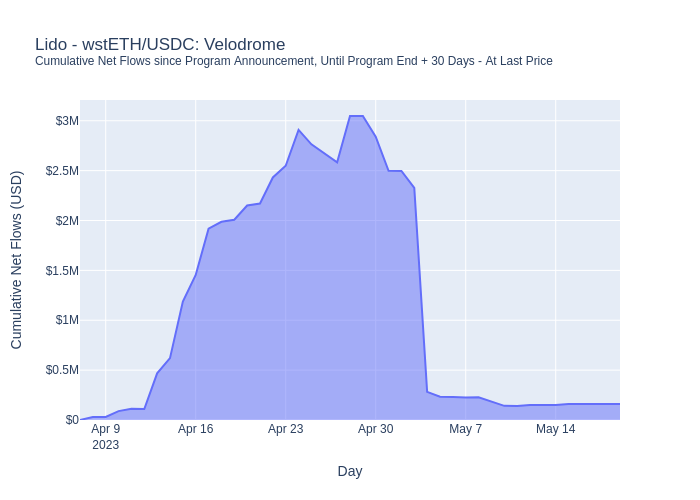 Lido - wstETH/USDC: Velodrome
Cumulative Net Flows since Program Announcement, Until Program End + 30 Days - At Last Price
Cumulative Net Flows (USD)
$3M
$2.5M
$2M
$1.5M
$1M
$0.5M
$0
Apr 9
2023
Apr 16
Apr 23
Apr 30
May 7
May 14
Day